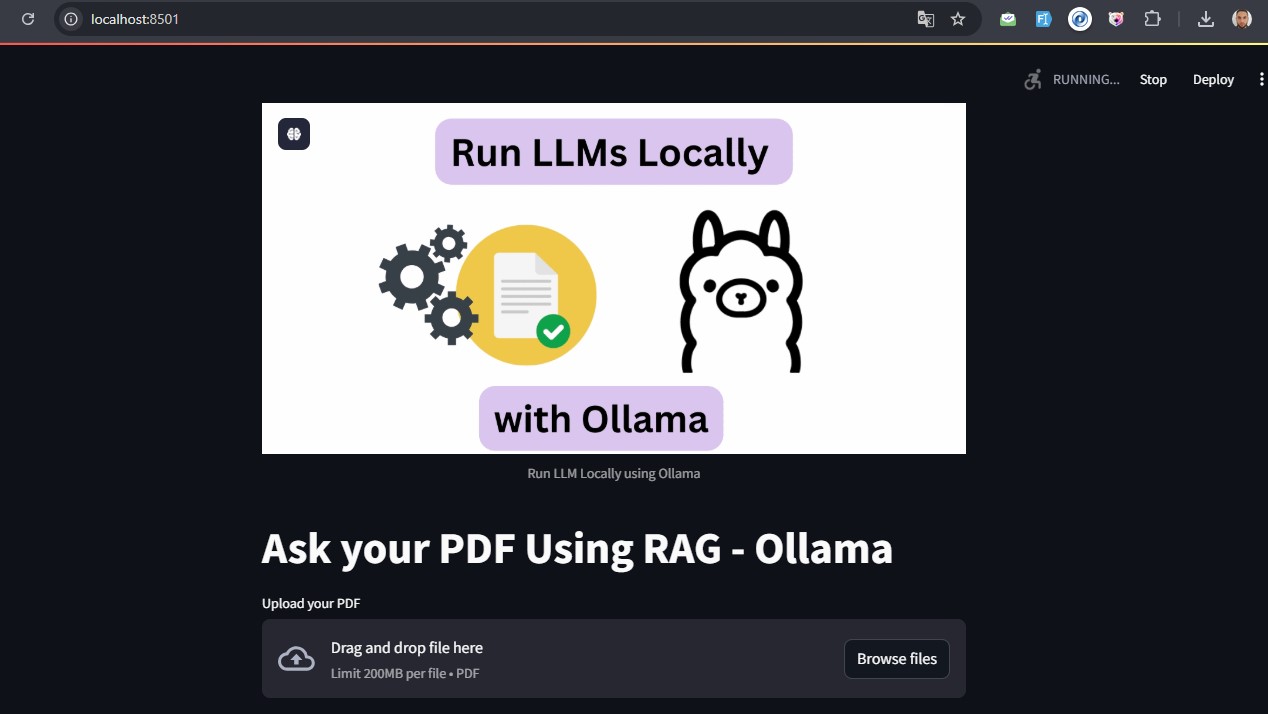 localhost:8501
RUNNING... Stop Deploy
Run LLMs Locally
with Ollama
Run LLM Locally using Ollama
Ask your PDF Using RAG - Ollama
Upload your PDF
Drag and drop file here
Limit 200MB per file • PDF
Browse files